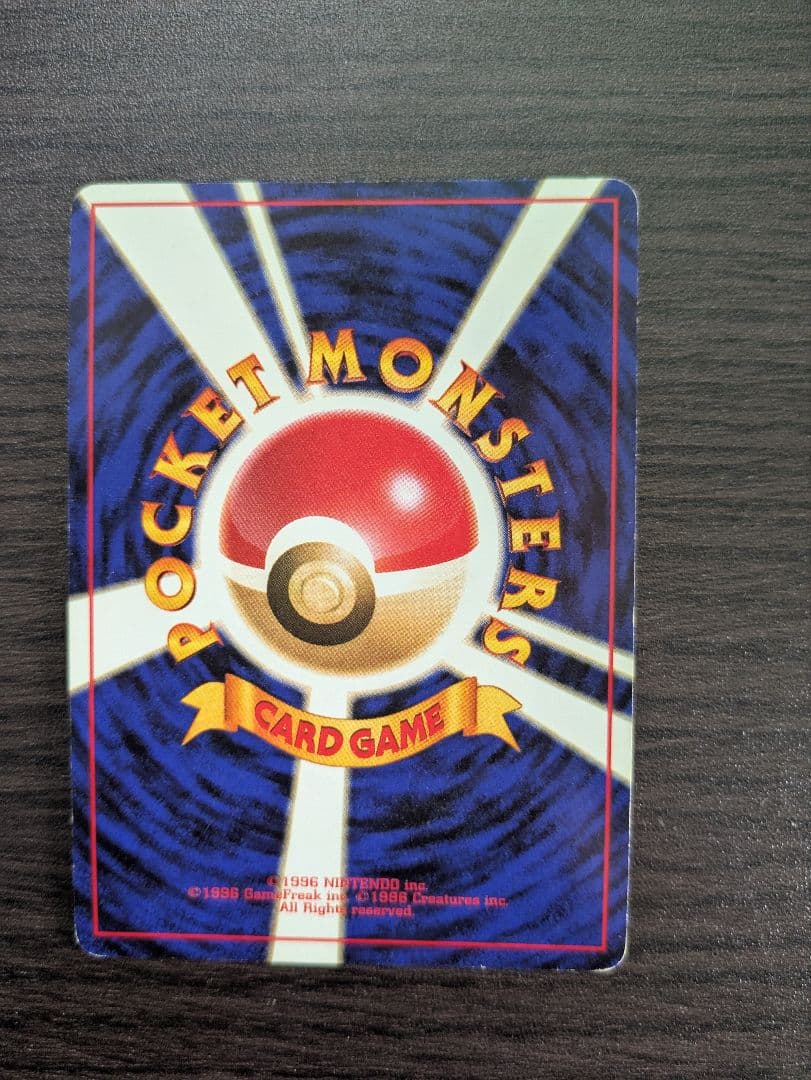 POCKET MONSTERS
CARD GAME
©1996 NINTENDO inc.
©1996 GameFreak inc. ©1996 Creatures inc.
All Rights reserved.